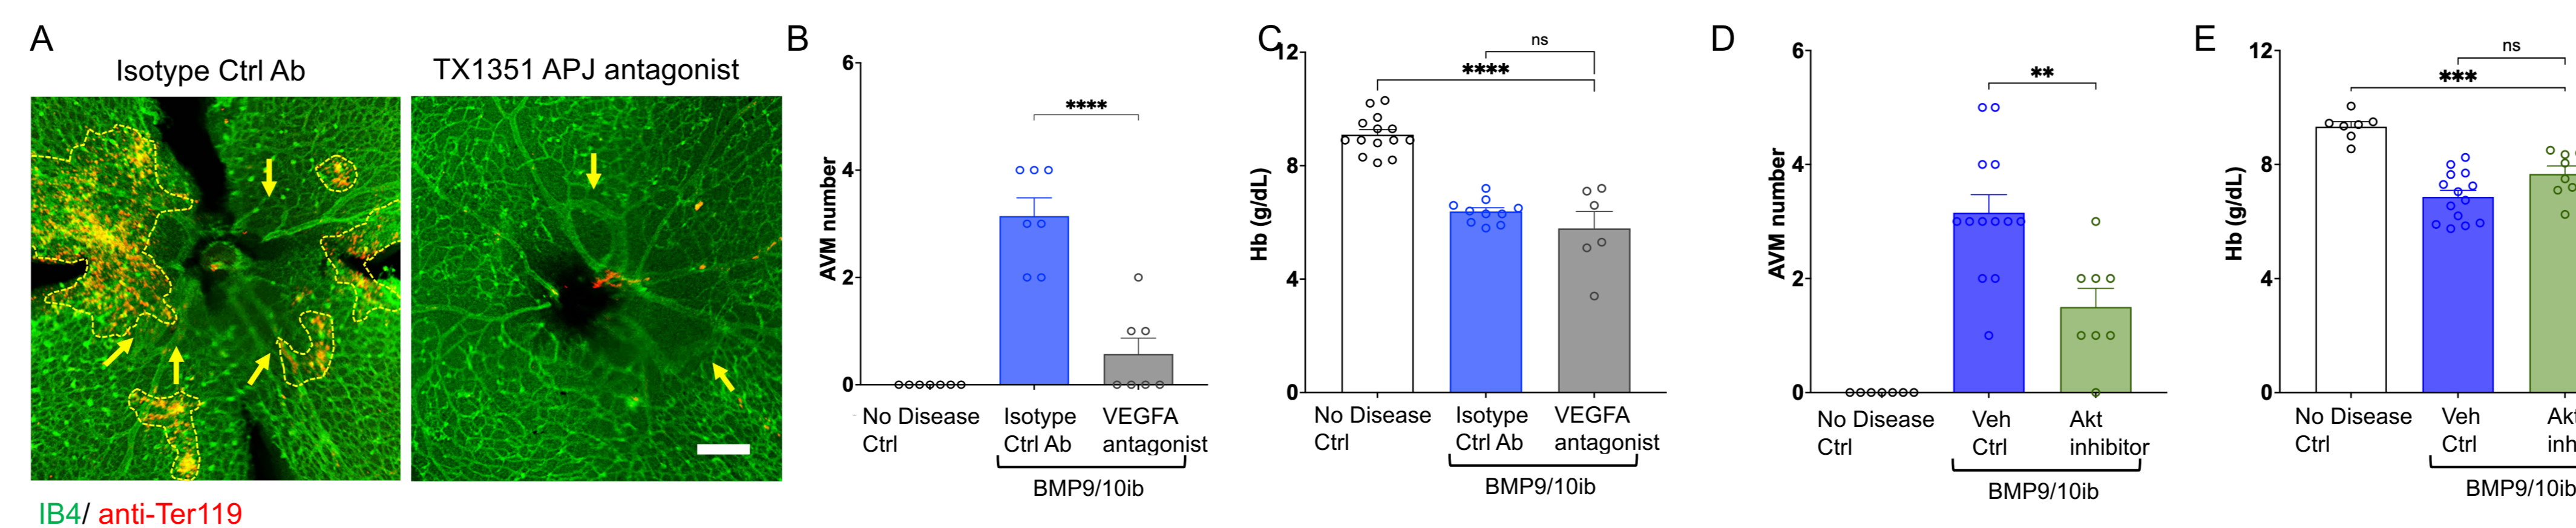 A
Isotype Ctrl Ab
TX1351 APJ antagonist
IB4/ anti-Ter119
B
AVM number
6
4
2
0
****
No Disease
Ctrl
Isotype
Ctrl Ab
VEGFA
antagonist
BMP9/10ib
C
Hb (g/dL)
12
8
4
0
ns
****
No Disease
Ctrl
Isotype
Ctrl Ab
VEGFA
antagonist
BMP9/10ib
D
AVM number
6
4
2
0
**
No Disease
Ctrl
Veh
Ctrl
Akt
inhibitor
BMP9/10ib
E
Hb (g/dL)
12
8
4
0
ns
***
No Disease
Ctrl
Veh
Ctrl
inh
BMP9/10ib